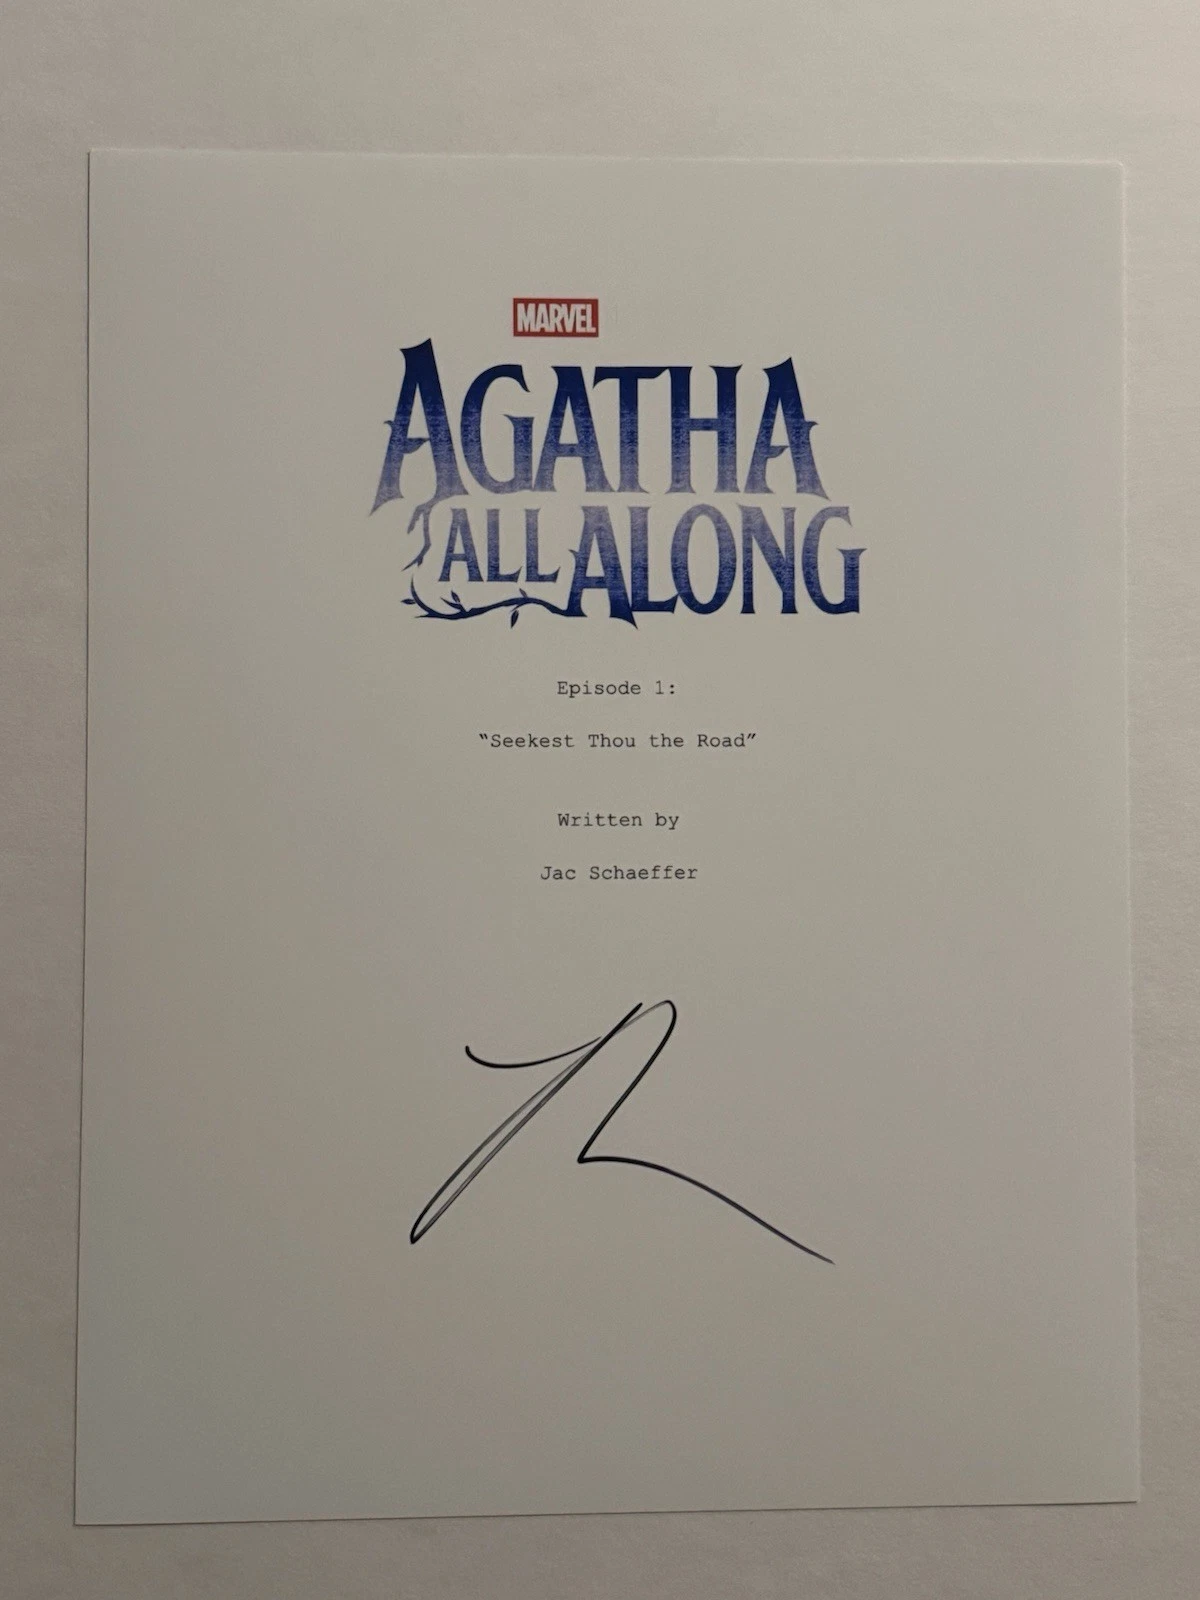 MARVEL
AGATHA
ALL ALONG
Episode 1:
“Seekest Thou the Road”
Written by
Jac Schaeffer